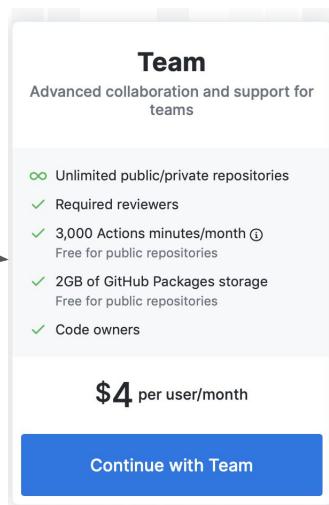 Team
Advanced collaboration and support for
teams
Unlimited public/private repositories
Required reviewers
3,000 Actions minutes/month
Free for public repositories
2GB of GitHub Packages storage
Free for public repositories
Code owners
$4 per user/month
Continue with Team